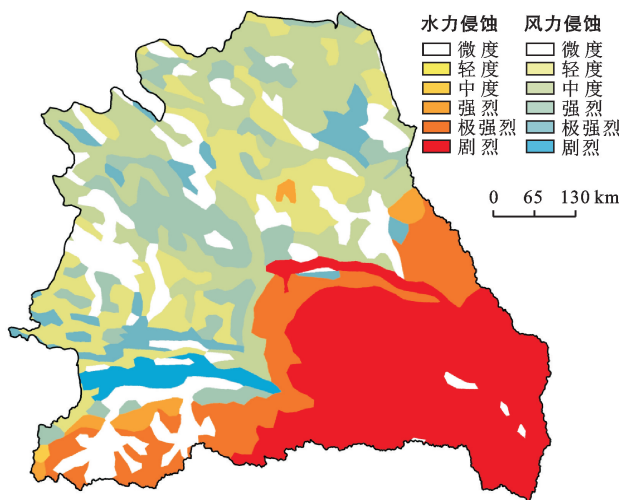 水力侵蚀 风力侵蚀
微度 微度
轻度 轻度
中度 中度
强烈 强烈
极强烈 极强烈
剧烈 剧烈
0 65 130 km